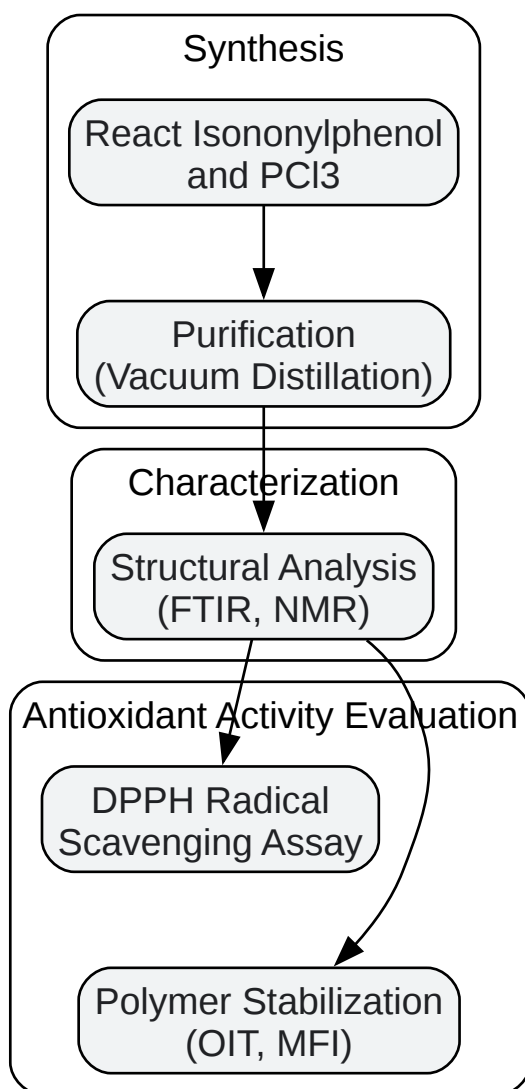 Synthesis
React Isononylphenol
and PCl3
Purification
(Vacuum Distillation)
Characterization
Structural Analysis
(FTIR, NMR)
Antioxidant Activity Evaluation
DPPH Radical
Scavenging Assay
Polymer Stabilization
(OIT, MFI)